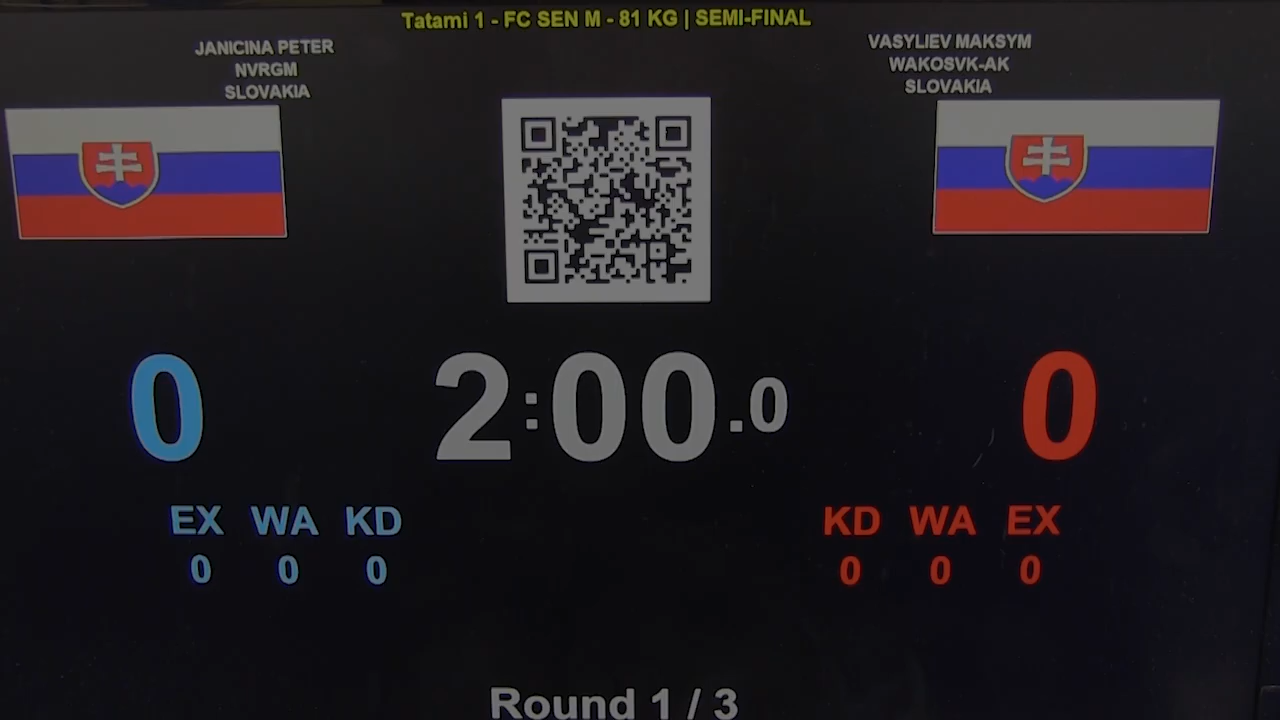 Tatami 1 - FC SEN M - 81 KG | SEMI-FINAL
JANICINA PETER
NVRGM
SLOVAKIA
VASYLIEV MAKSYM
WAKOSVK-AK
SLOVAKIA
0
2:00.0
0
EX WA KD
0 0 0
KD WA EX
0 0 0
Round 1 / 3